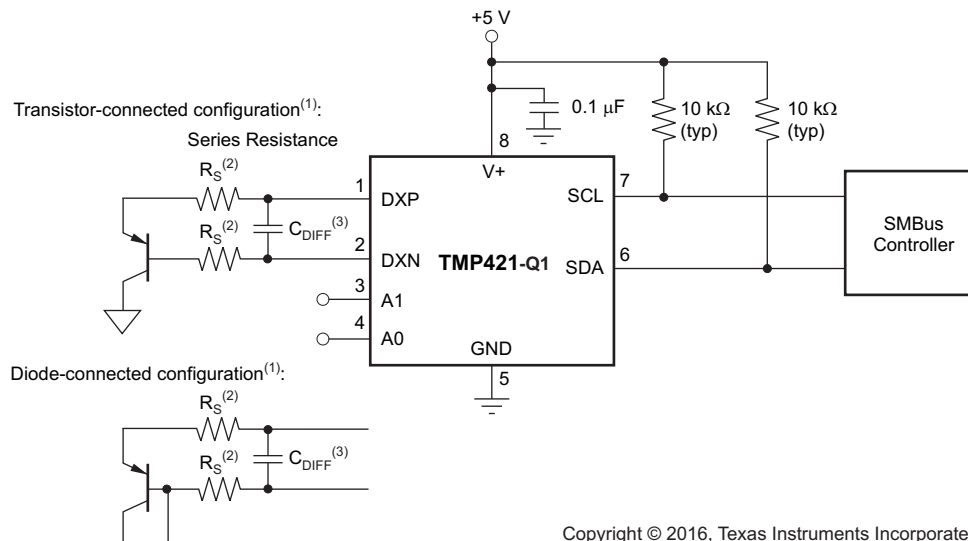 +5 V
Transistor-connected configuration(1):
Series Resistance
0.1 μF
10 kΩ
(typ)
10 kΩ
(typ)
RS(2)
RS(2)
CDIFF(3)
8
V+
1
DXP
2
DXN
3
A1
4
A0
TMP421-Q1
7
SCL
6
SDA
GND
5
SMBus
Controller
Diode-connected configuration(1):
RS(2)
RS(2)
CDIFF(3)
Copyright © 2016, Texas Instruments Incorporate